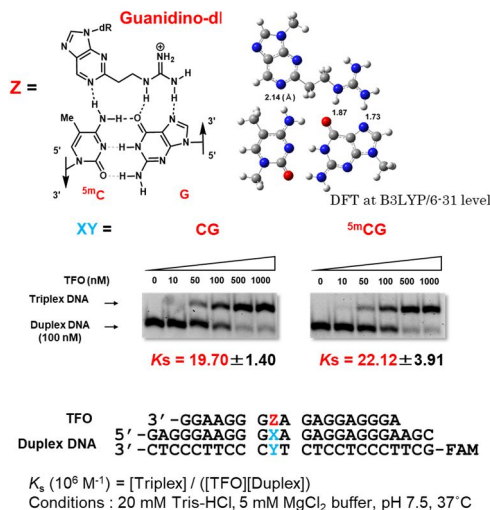 Guanidino-dI
dR
N
N
N
N
NH2
⊕
N
H
N
H
H
2.14 (Å)
1.87
1.73
Z =
Me
N-H
O
N
5'
N
N-H
N
N
3'
O
H-N
H
N
5'
3'
5mC
G
DFT at B3LYP/6-31 level
XY =
CG
5mCG
TFO (nM)
0 10 50 100 500 1000
0 10 50 100 500 1000
Triplex DNA
Duplex DNA
(100 nM)
Ks = 19.70±1.40
Ks = 22.12±3.91
TFO 3'-GGAAGG GZA GAGGAGGGA
Duplex DNA 5'-GAGGGAAGG GXA GAGGAGGGAAGC
3'-CTCCCTTCC CYT CTCCTCCCTTCG-FAM
Ks (10⁶ M⁻¹) = [Triplex] / ([TFO][Duplex])
Conditions : 20 mM Tris-HCl, 5 mM MgCl2 buffer, pH 7.5, 37°C